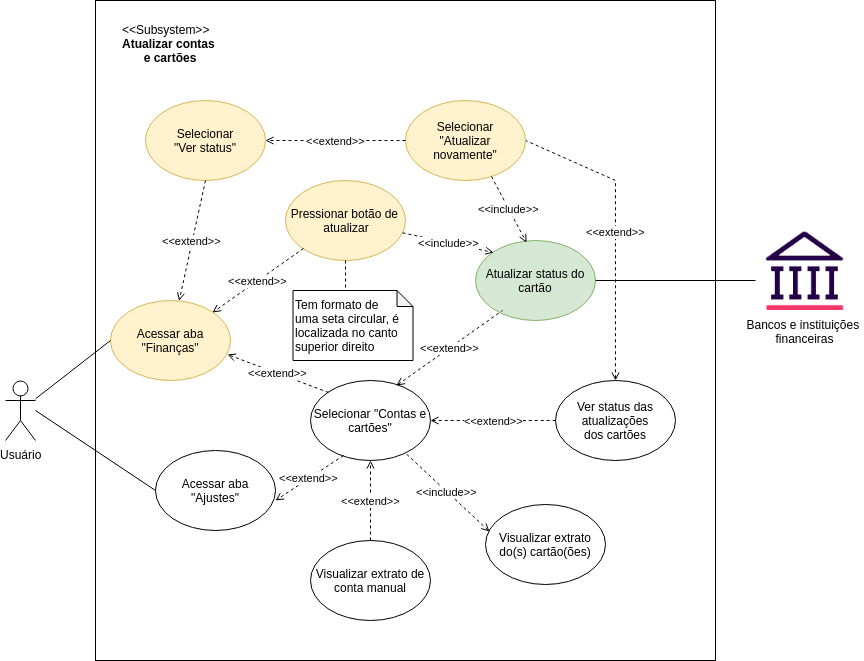 <<Subsystem>>
Atualizar contas
e cartões
Selecionar
"Ver status"
<<extend>>
Selecionar
"Atualizar
novamente"
Pressionar botão de
atualizar
<<include>>
<<extend>>
<<extend>>
<<include>>
<<extend>>
Atualizar status do
cartão
Tem formato de
uma seta circular, é
localizada no canto
superior direito
Bancos e instituições
financeiras
Acessar aba
"Finanças"
<<extend>>
<<extend>>
Usuário
Selecionar "Contas e
cartões"
<<extend>>
Ver status das
atualizações
dos cartões
Acessar aba
"Ajustes"
<<extend>>
<<include>>
<<extend>>
Visualizar extrato
do(s) cartão(ões)
Visualizar extrato de
conta manual